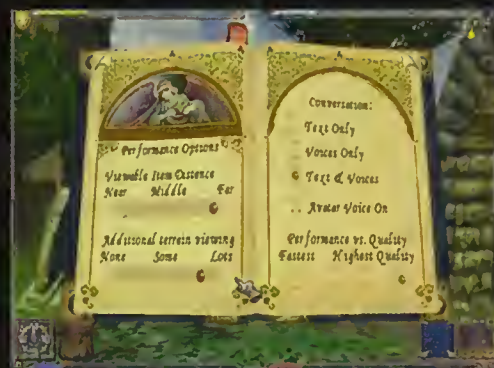 Performance Options
Viewable Item Distance
Near Middle Far
Additional terrain viewing
None Some Lots
Conversation:
Text Only
Voices Only
Text & Voices
Avatar Voice On
Performance vs. Quality
Fastest Highest Quality